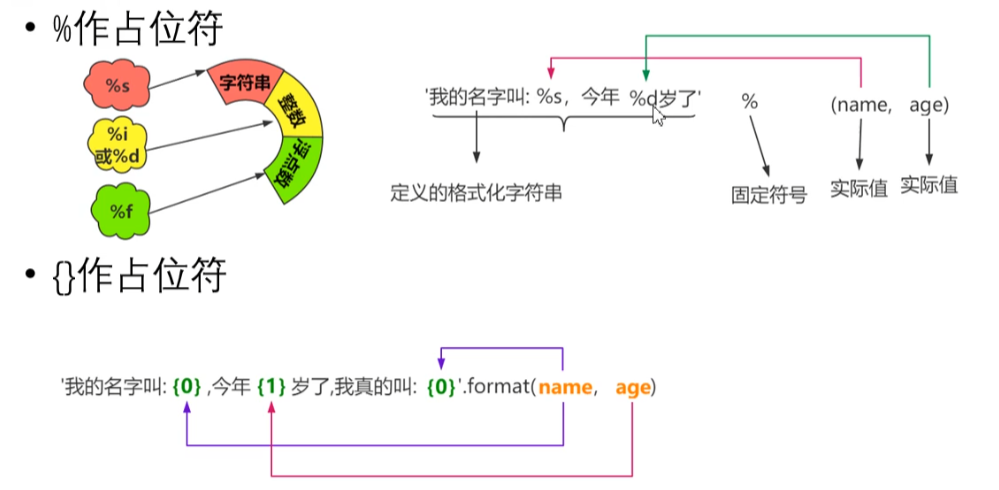 • %作占位符
%s
字符串
%i
或%d
整数
%f
浮点数
'我的名字叫: %s，今年 %d岁了' % (name, age)
定义的格式化字符串
固定符号
实际值
实际值
• {}作占位符
'我的名字叫: {0} ,今年 {1} 岁了,我真的叫: {0}'.format(name, age)